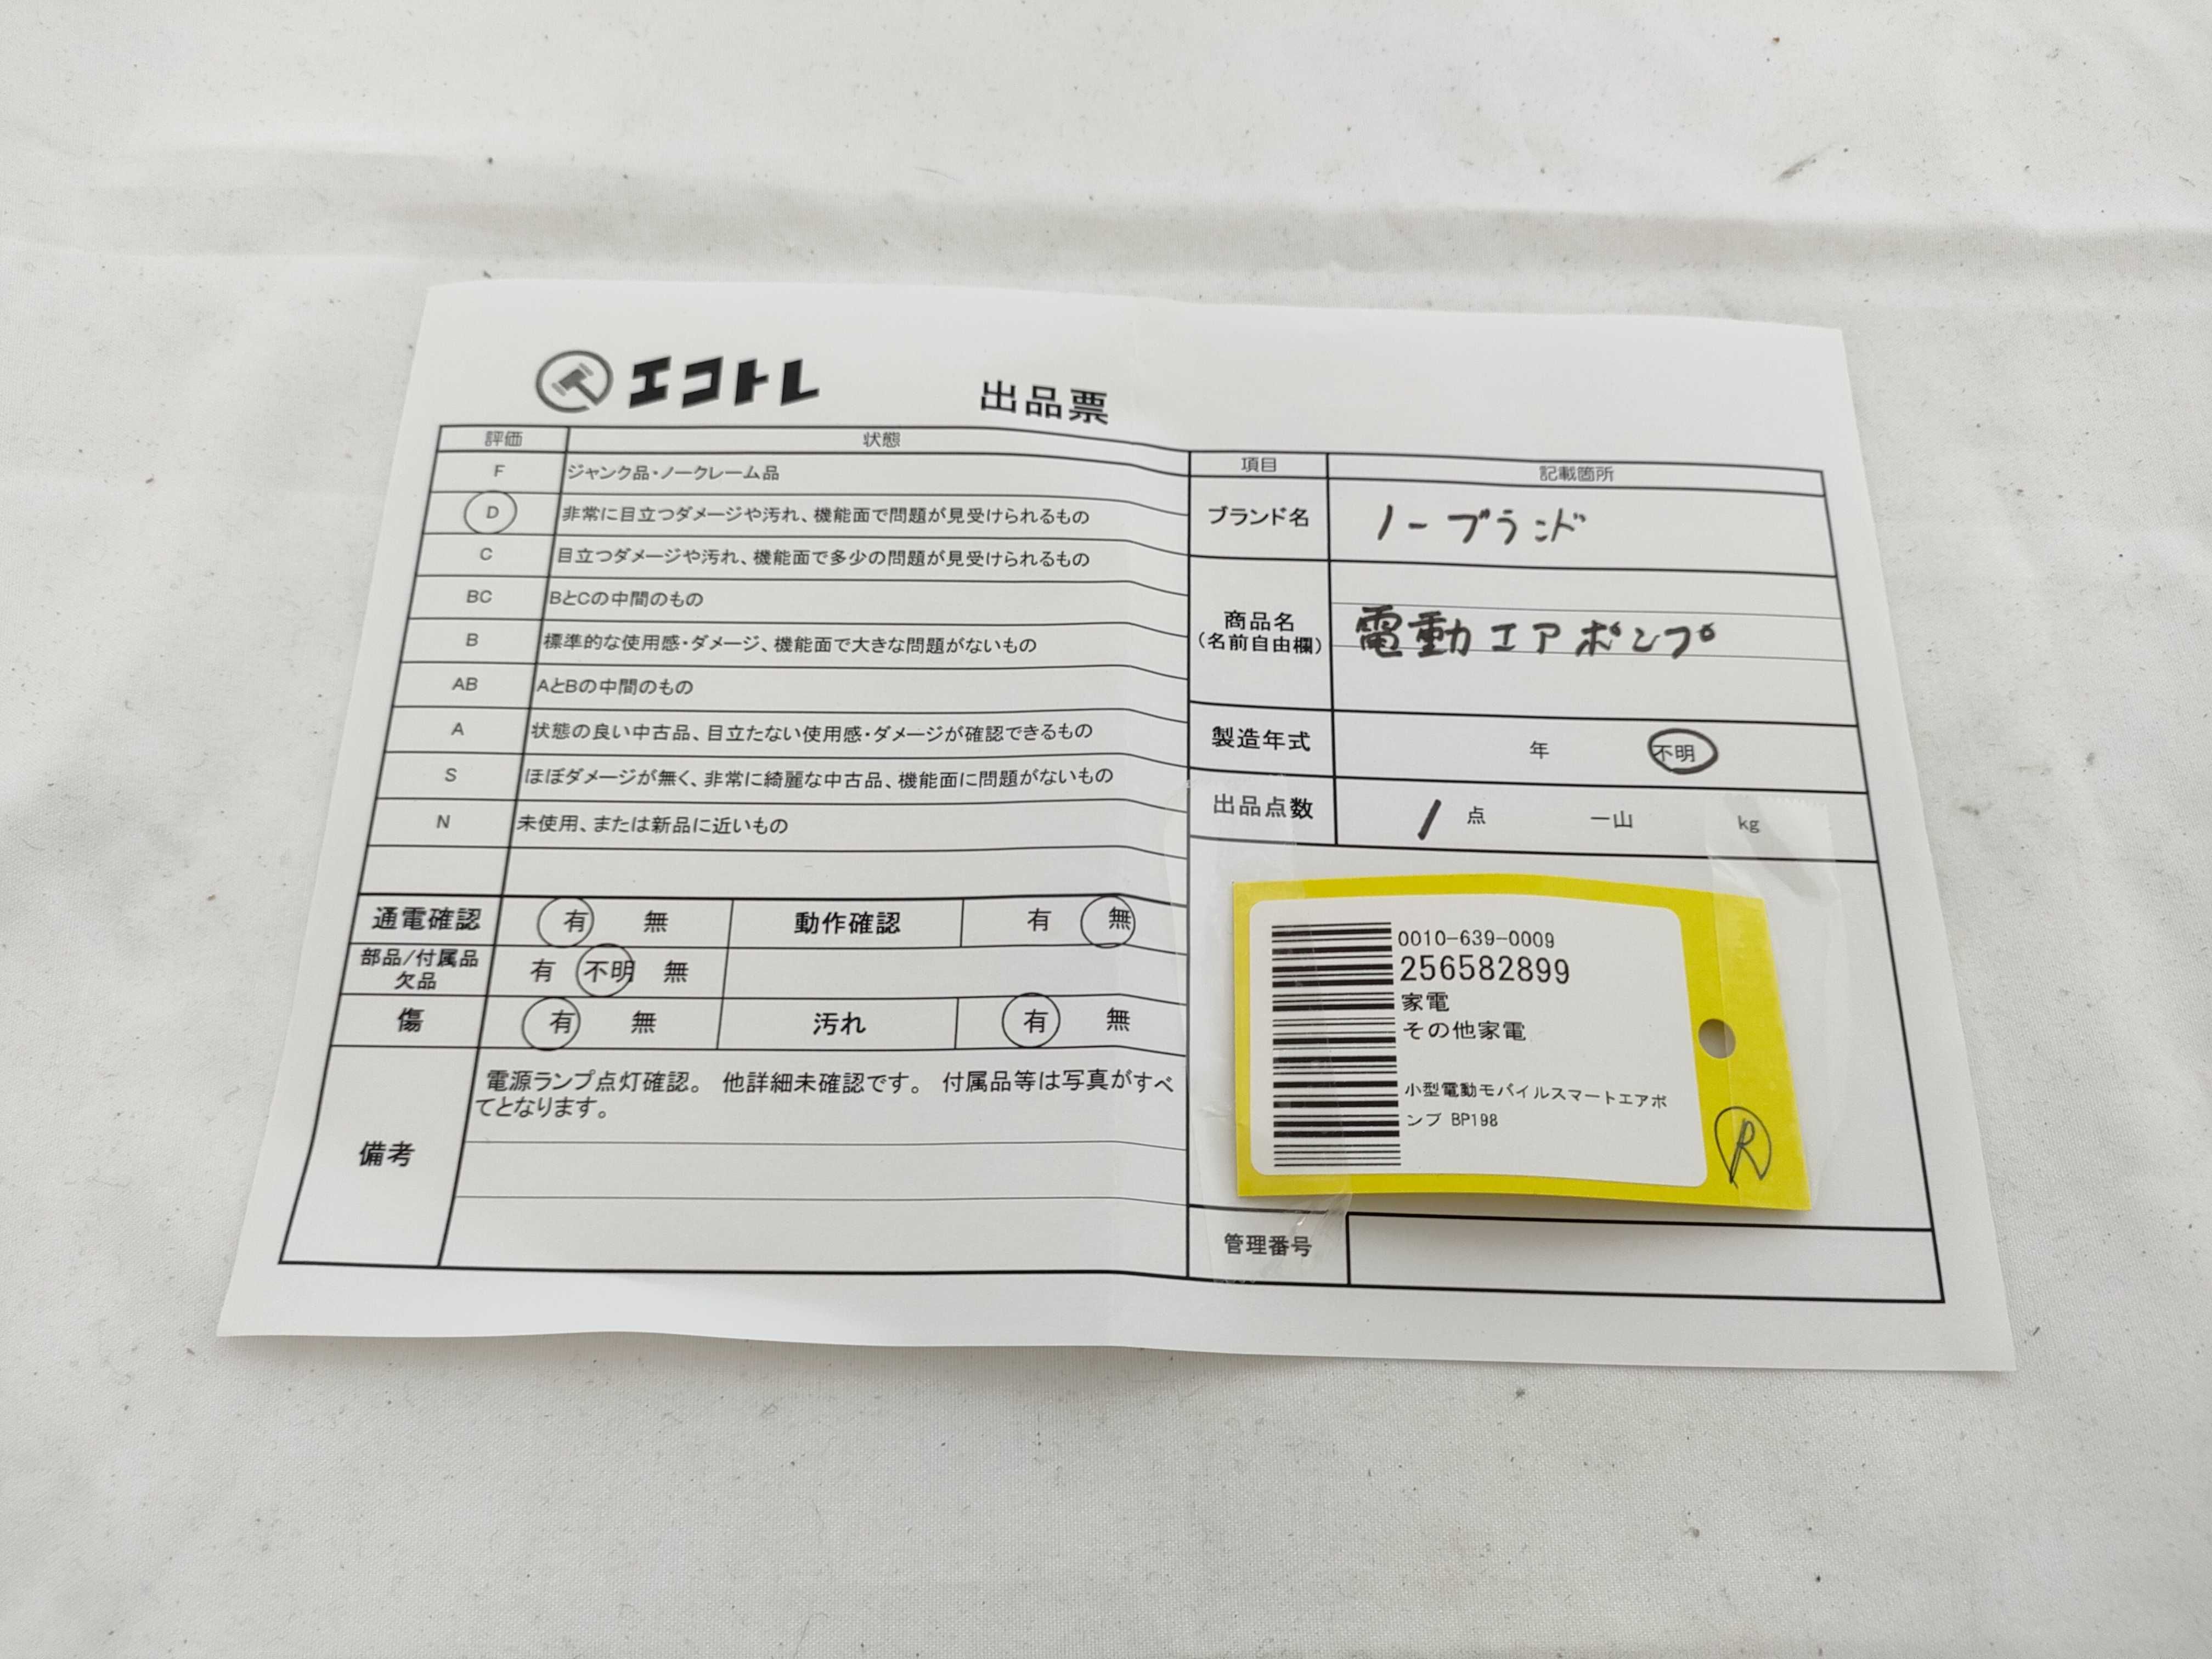 エコトレ
出品票
評価 状態
F ジャンク品・ノークレーム品
D 非常に目立つダメージや汚れ、機能面で問題が見受けられるもの
C 目立つダメージや汚れ、機能面で多少の問題が見受けられるもの
BC BとCの中間のもの
B 標準的な使用感・ダメージ、機能面で大きな問題がないもの
AB AとBの中間のもの
A 状態の良い中古品、目立たない使用感・ダメージが確認できるもの
S ほぼダメージが無く、非常に綺麗な中古品、機能面に問題がないもの
N 未使用、または新品に近いもの
通電確認 有 無 動作確認 有 無
部品/付属品
欠品 有 不明 無
傷 有 無 汚れ 有 無
備考
電源ランプ点灯確認。 他詳細未確認です。 付属品等は写真がすべ
てとなります。
項目 記載箇所
ブランド名 ノーブランド
商品名
(名前自由欄) 電動エアポンプ
製造年式 年 不明
出品点数 1 点 一山 kg
0010-639-0009
256582899
家電
その他家電
小型電動モバイルスマートエアポ
ンプ BP198
R
管理番号